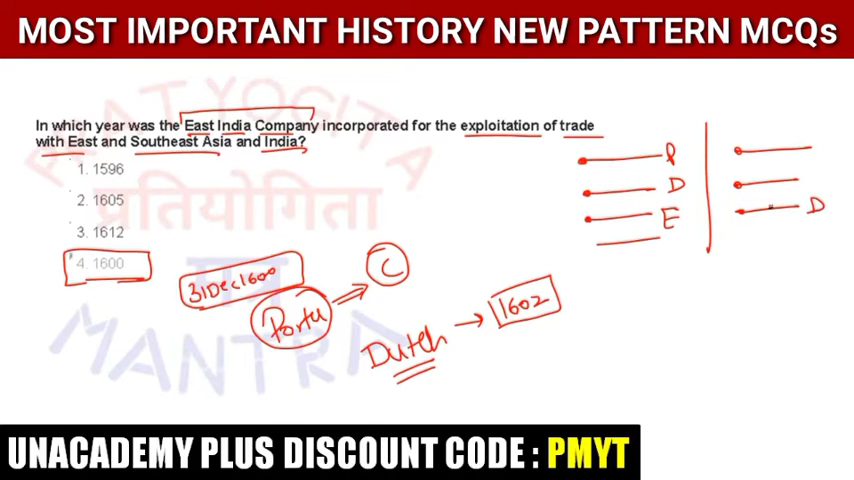 MOST IMPORTANT HISTORY NEW PATTERN MCQs
PRATYOGITA
In which year was the East India Company incorporated for the exploitation of trade
with East and Southeast Asia and India?
1. 1596
2. 1605
3. 1612
4. 1600
प्रतियोगिता
मंत्रा
MANTRA
P
D
E
D
31Dec1600
Portu
C
Dutch → 1602
UNACADEMY PLUS DISCOUNT CODE : PMYT